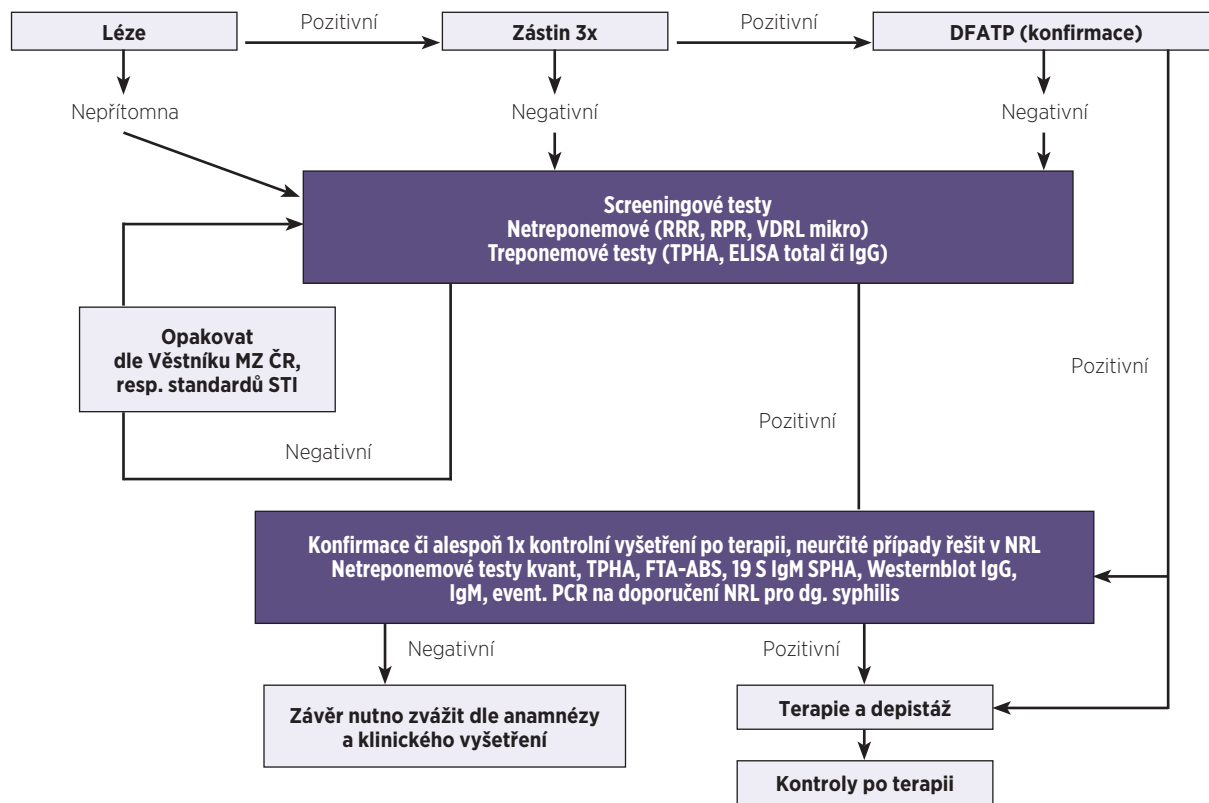 Léze
Pozitivní
Zástin 3x
Pozitivní
DFATP (konfirmace)
Nepřítomna
Negativní
Negativní
Screeningové testy
Netreponemové (RRR, RPR, VDRL mikro)
Treponemové testy (TPHA, ELISA total či IgG)
Opakovat
dle Věstníku MZ ČR,
resp. standardů STI
Pozitivní
Pozitivní
Negativní
Konfirmace či alespoň 1x kontrolní vyšetření po terapii, neurčité případy řešit v NRL
Netreponemové testy kvant, TPHA, FTA-ABS, 19 S IgM SPHA, Westernblot IgG,
IgM, event. PCR na doporučení NRL pro dg. syphilis
Negativní
Pozitivní
Závěr nutno zvážit dle anamnézy
a klinického vyšetření
Terapie a depistáž
Kontroly po terapii